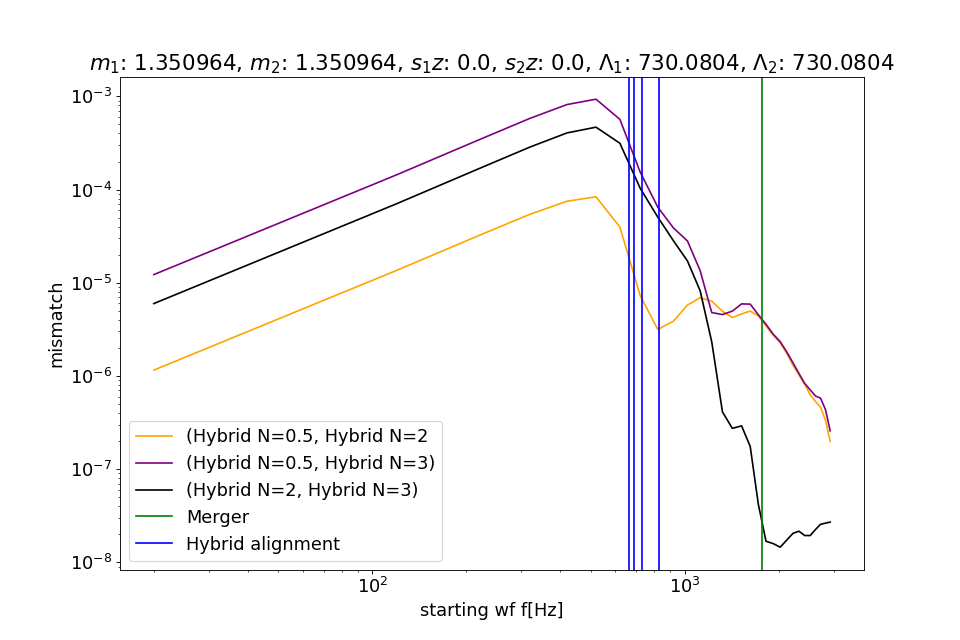 m₁: 1.350964, m₂: 1.350964, s₁z: 0.0, s₂z: 0.0, Λ₁: 730.0804, Λ₂: 730.0804
10⁻³
10⁻⁴
10⁻⁵
10⁻⁶
10⁻⁷
10⁻⁸
mismatch
(Hybrid N=0.5, Hybrid N=2
(Hybrid N=0.5, Hybrid N=3)
(Hybrid N=2, Hybrid N=3)
Merger
Hybrid alignment
10² 10³
starting wf f[Hz]